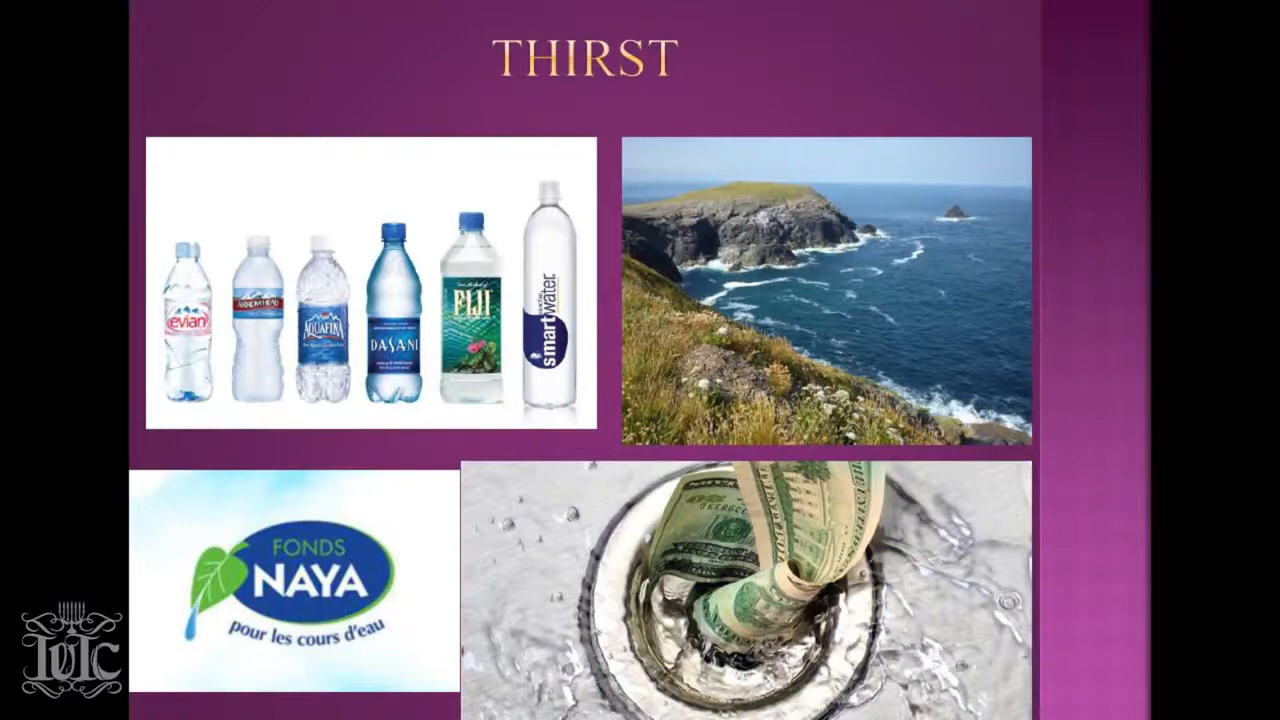 THIRST
evian
ARROWHEAD
AQUAFINA
DASANI
FIJI
smartwater
FONDS
NAYA
pour les cours d'eau
IUIC